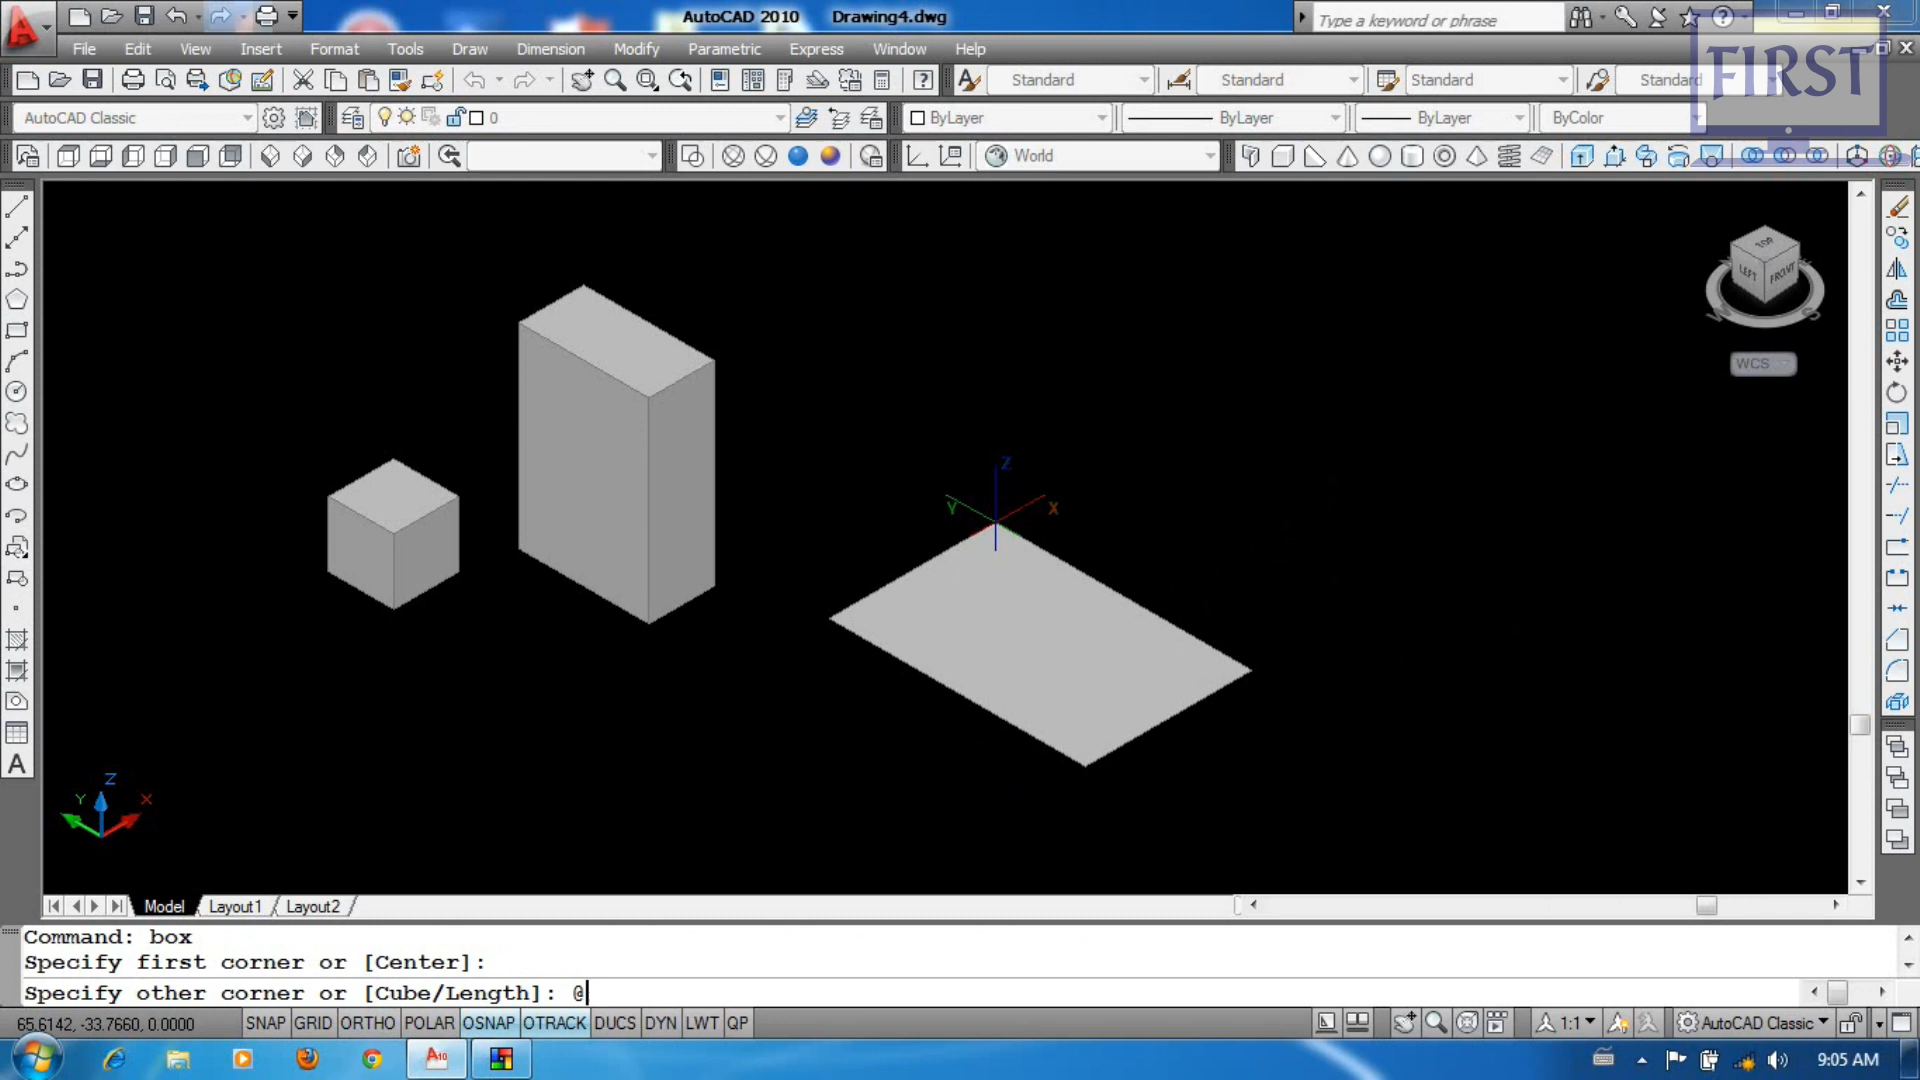 AutoCAD 2010 Drawing4.dwg
Type a keyword or phrase
FIRST
File Edit View Insert Format Tools Draw Dimension Modify Parametric Express Window Help
Standard Standard Standard Standard
AutoCAD Classic 0 ByLayer ByLayer ByLayer ByColor
World
TOP
LEFT FRONT
W S
WCS
Z
Y X
Z
Y X
Model Layout1 Layout2
Command: box
Specify first corner or [Center]:
Specify other corner or [Cube/Length]: @
65.6142, -33.7660, 0.0000 SNAP GRID ORTHO POLAR OSNAP OTRACK DUCS DYN LWT QP 1:1 AutoCAD Classic
9:05 AM